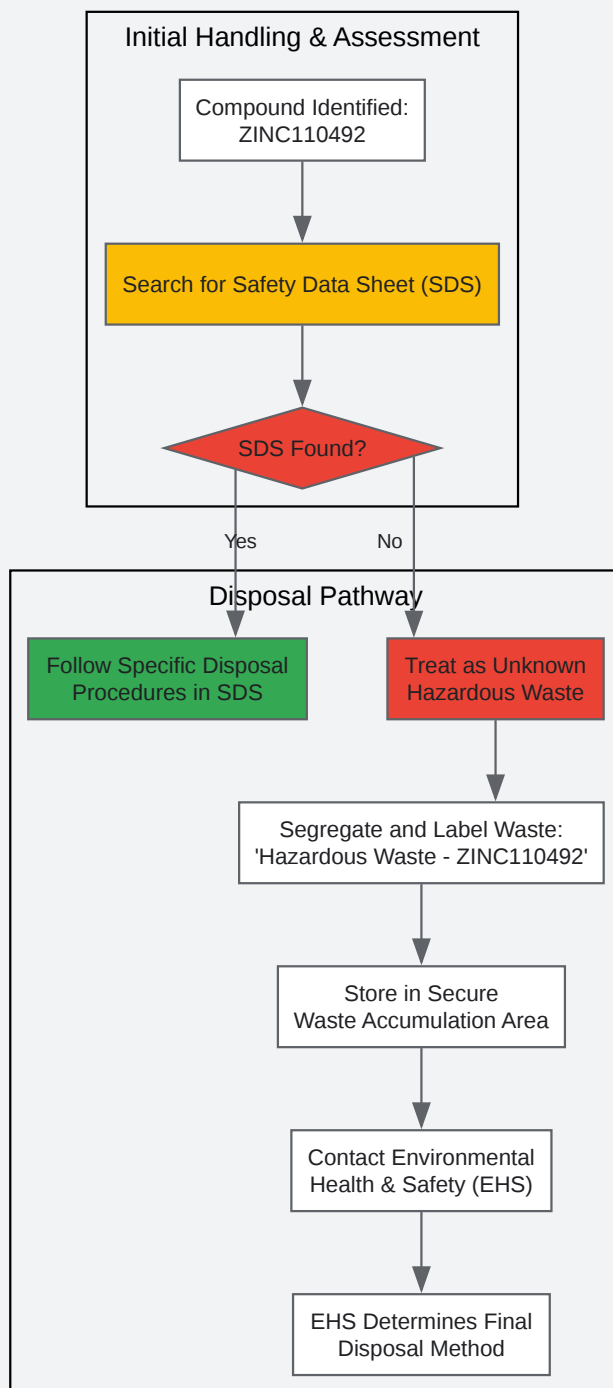 Initial Handling & Assessment
Compound Identified:
ZINC110492
Search for Safety Data Sheet (SDS)
SDS Found?
Yes
No
Disposal Pathway
Follow Specific Disposal
Procedures in SDS
Treat as Unknown
Hazardous Waste
Segregate and Label Waste:
'Hazardous Waste - ZINC110492'
Store in Secure
Waste Accumulation Area
Contact Environmental
Health & Safety (EHS)
EHS Determines Final
Disposal Method